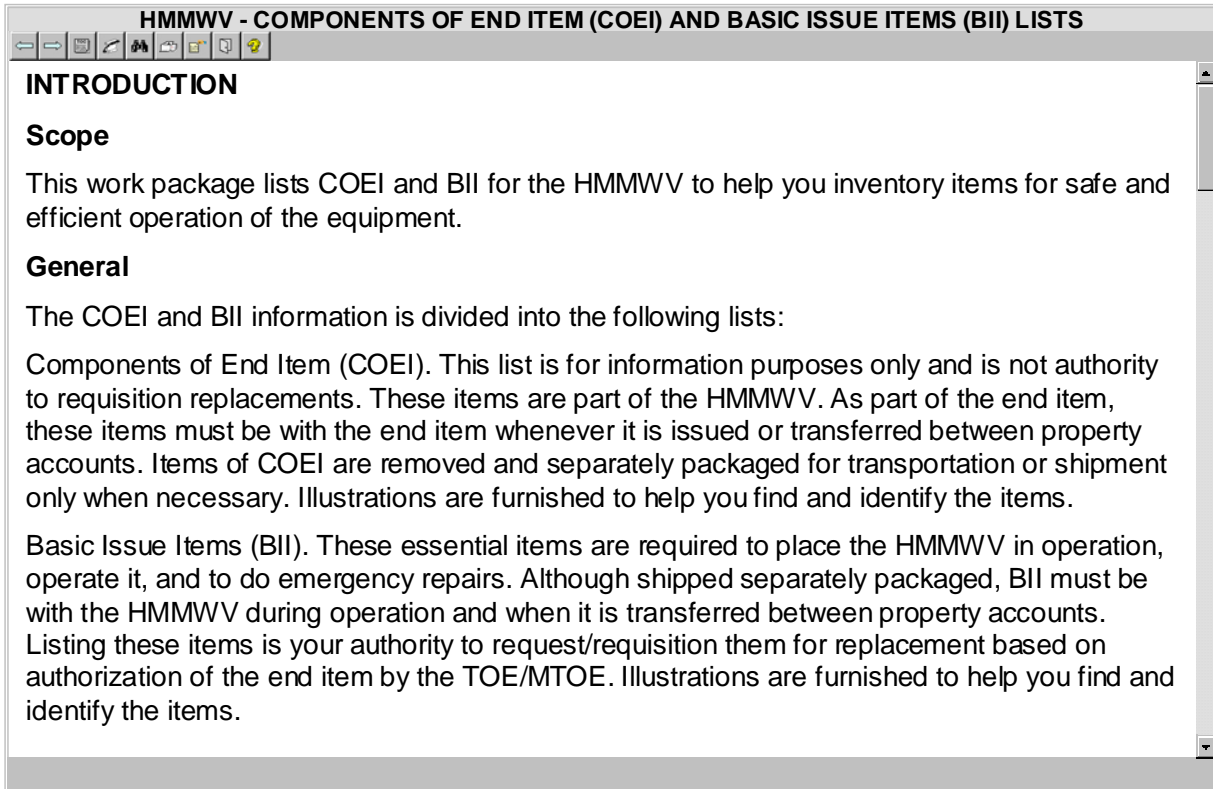 HMMWV - COMPONENTS OF END ITEM (COEI) AND BASIC ISSUE ITEMS (BII) LISTS
INTRODUCTION
Scope
This work package lists COEI and BII for the HMMWV to help you inventory items for safe and
efficient operation of the equipment.
General
The COEI and BII information is divided into the following lists:
Components of End Item (COEI). This list is for information purposes only and is not authority
to requisition replacements. These items are part of the HMMWV. As part of the end item,
these items must be with the end item whenever it is issued or transferred between property
accounts. Items of COEI are removed and separately packaged for transportation or shipment
only when necessary. Illustrations are furnished to help you find and identify the items.
Basic Issue Items (BII). These essential items are required to place the HMMWV in operation,
operate it, and to do emergency repairs. Although shipped separately packaged, BII must be
with the HMMWV during operation and when it is transferred between property accounts.
Listing these items is your authority to request/requisition them for replacement based on
authorization of the end item by the TOE/MTOE. Illustrations are furnished to help you find and
identify the items.